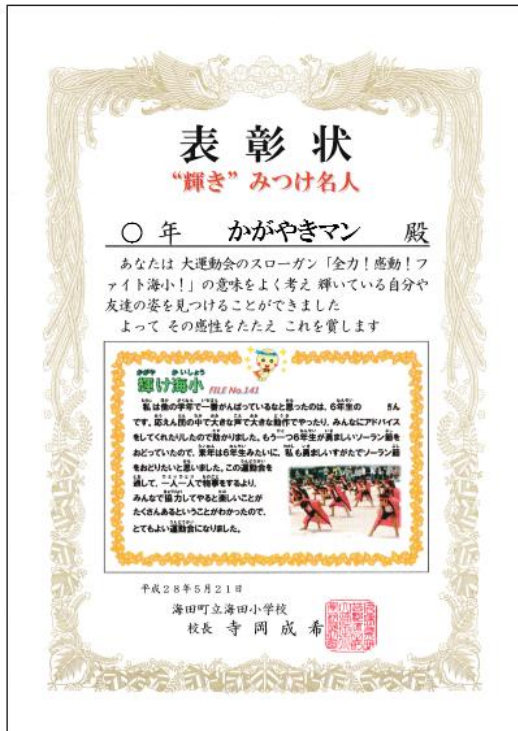 表彰状
“輝き”みつけ名人
〇年 かがやきマン 殿
あなたは 大運動会のスローガン「全力！感動！フ
ァイト海小！」の意味をよく考え 輝いている自分や
友達の姿を見つけることができました
よって その感性をたたえ これを賞します
輝け海小 FILE No.141
私は他の学年で一番がんばっているなと思ったのは、6年生の さん
です。応えん団の中で大きな声で大きな動作でやったり、みんなにアドバイス
をしてくれたりしたので助かりました。もう一つ6年生が勇ましいソーラン節を
おどっていたので、来年は6年生みたいに、私も勇ましいすがたでソーラン節
をおどりたいと思いました。この運動会を
通して、一人一人で物事をするより、
みんなで協力してやると楽しいことが
たくさんあるということがわかったので、
とてもよい運動会になりました。
平成28年5月21日
海田町立海田小学校
校長 寺岡成希